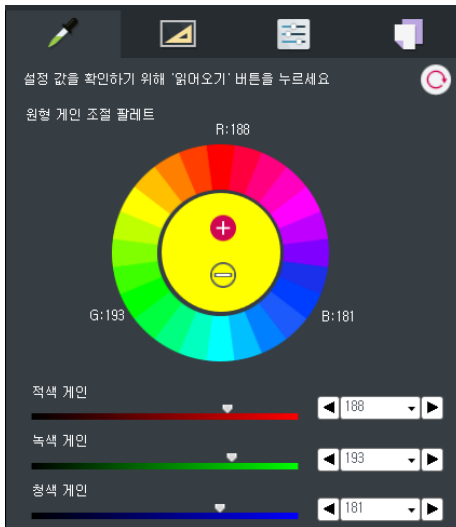 설정 값을 확인하기 위해 '읽어오기' 버튼을 누르세요
원형 게인 조절 팔레트
R:188
G:193
B:181
적색 게인
188
녹색 게인
193
청색 게인
181